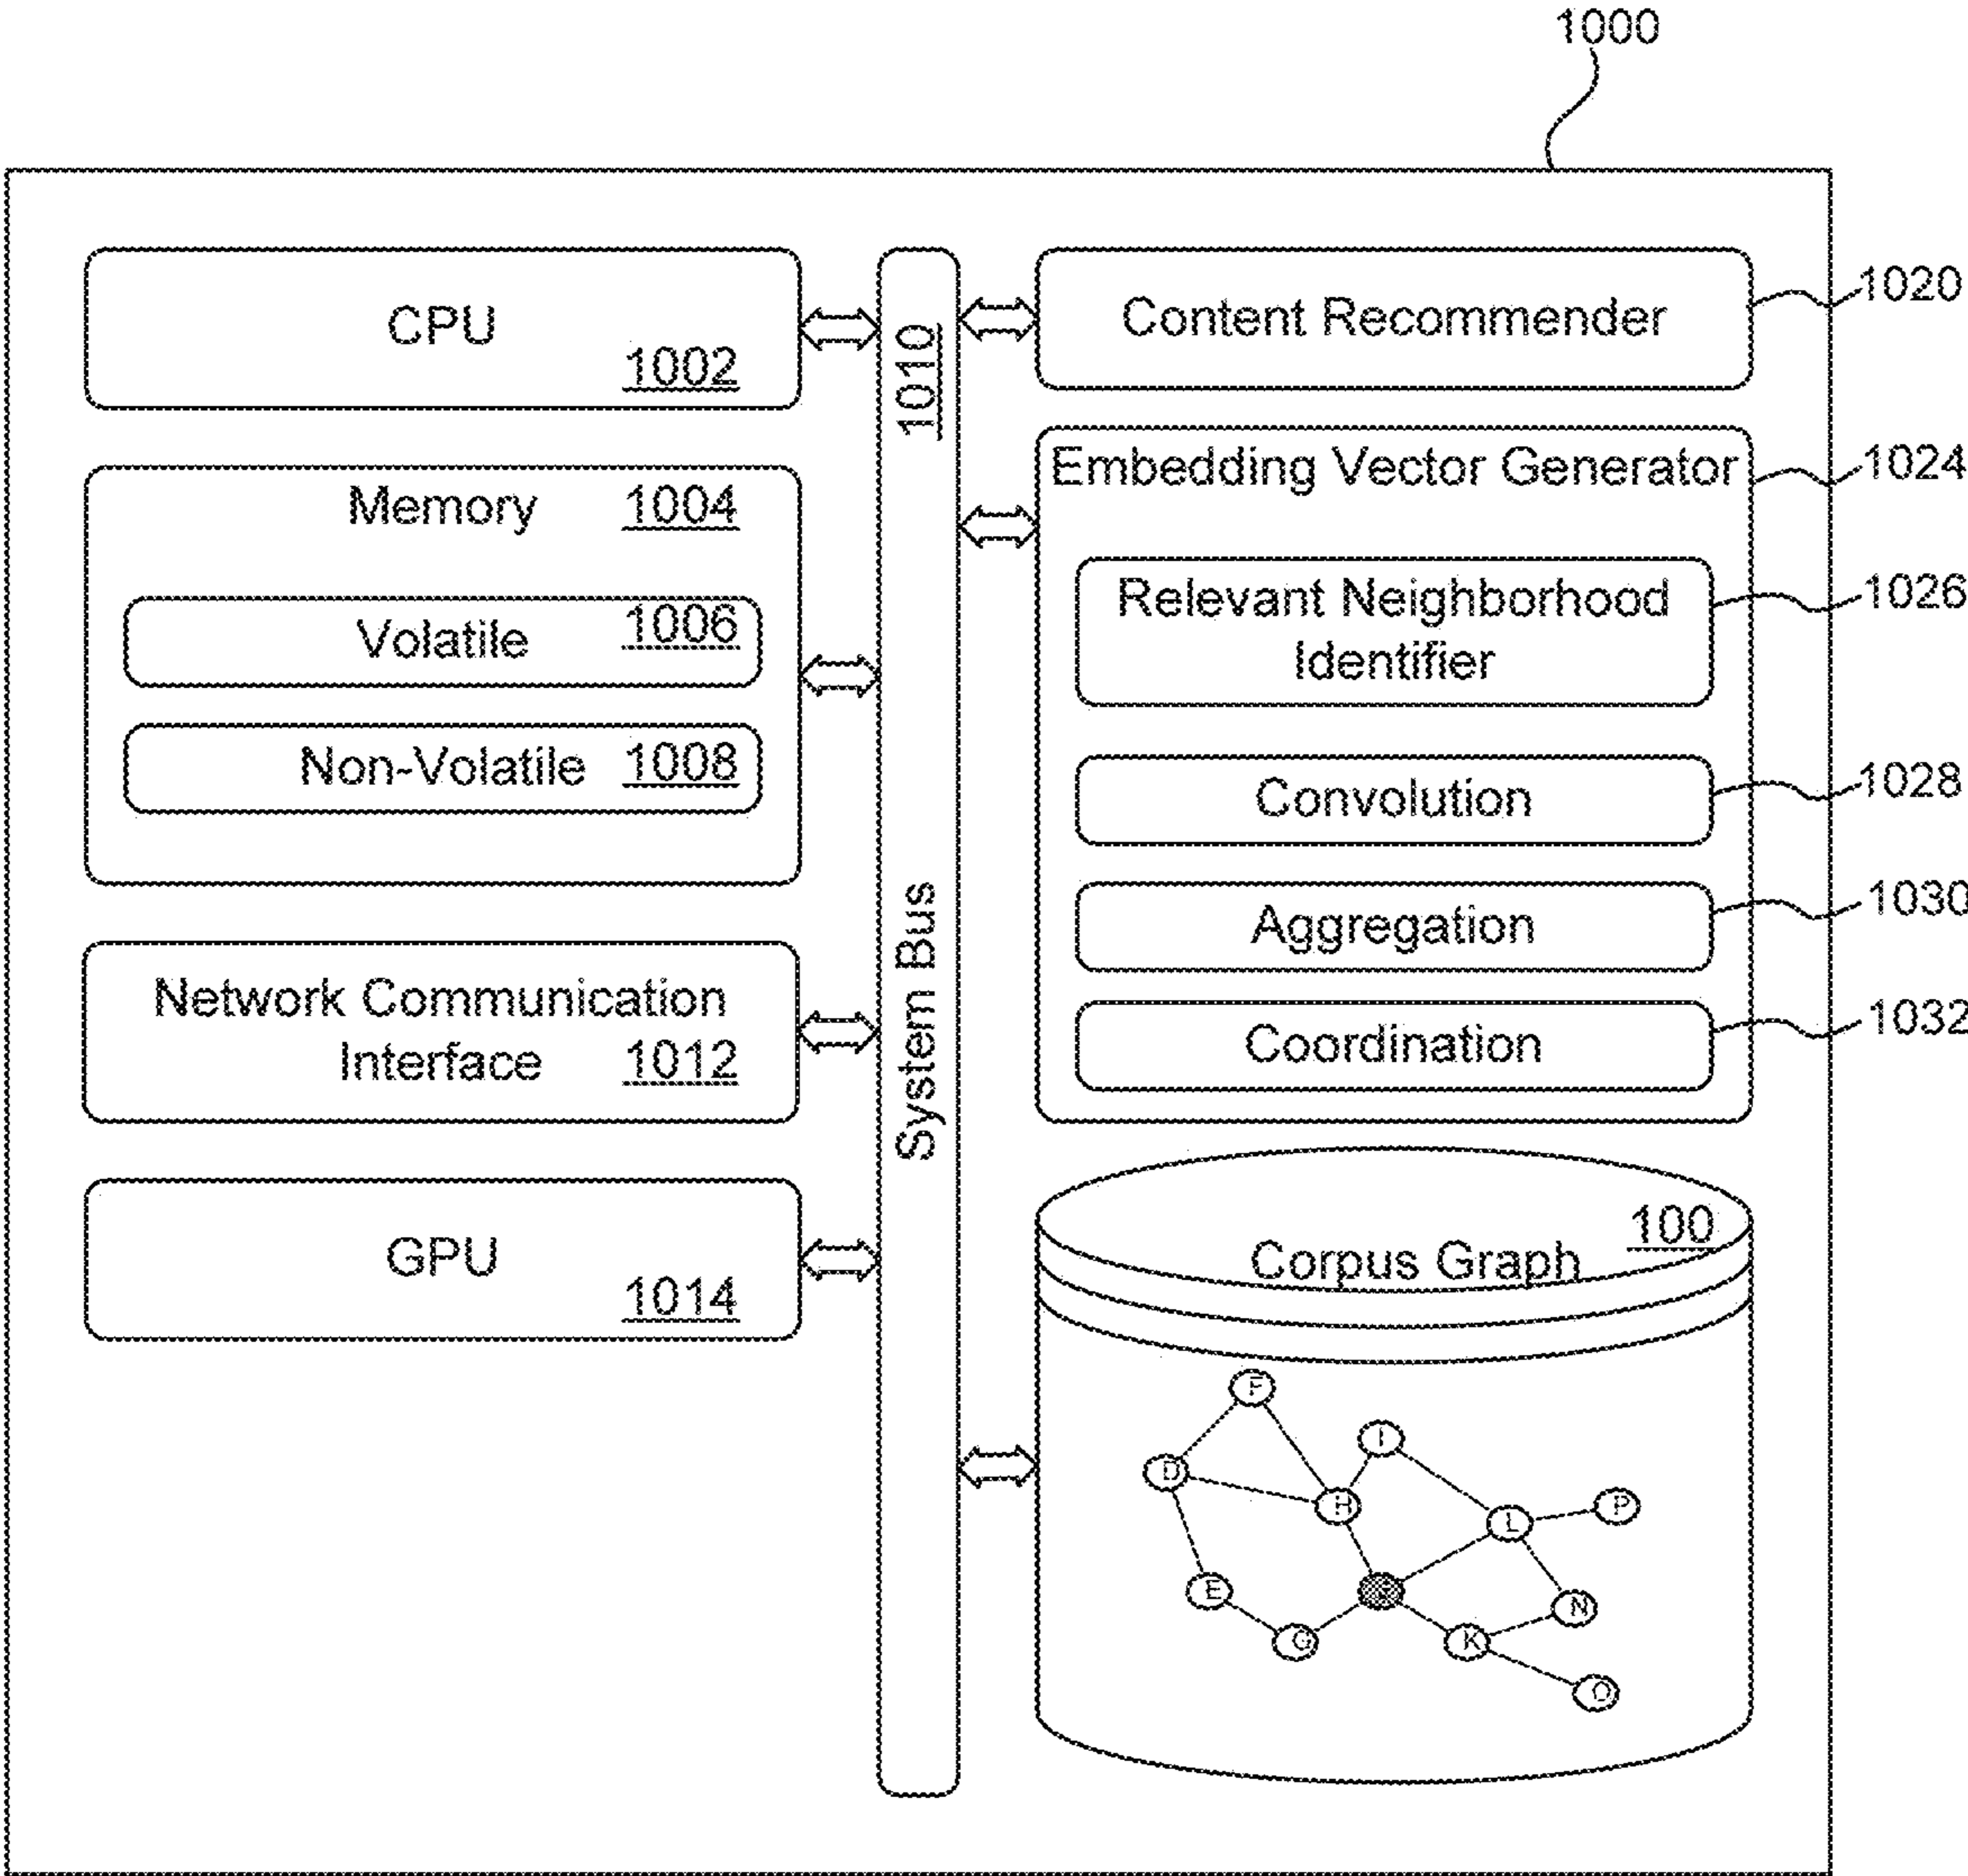 1000
CPU
1002
Memory 1004
Volatile 1006
Non-Volatile 1008
Network Communication
Interface 1012
GPU
1014
System Bus 1010
Content Recommender 1020
Embedding Vector Generator 1024
Relevant Neighborhood 1026
Identifier
Convolution 1028
Aggregation 1030
Coordination 1032
100
Corpus Graph
F
I
D
H
L
P
E
N
G
K
O